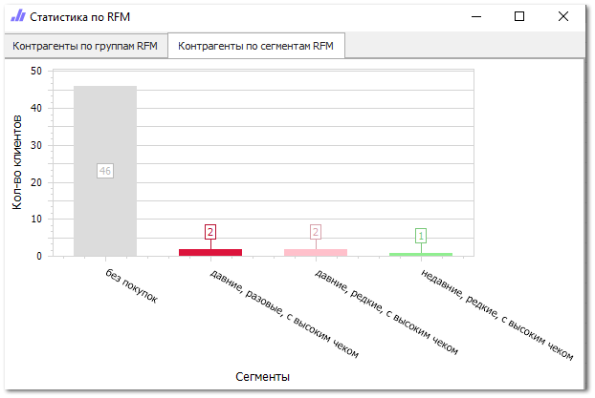 Статистика по RFM
Контрагенты по группам RFM
Контрагенты по сегментам RFM
50
40
30
20
10
0
Кол-во клиентов
46
2
2
1
без покупок
давние, разовые, с высоким чеком
давние, редкие, с высоким чеком
недавние, редкие, с высоким чеком
Сегменты